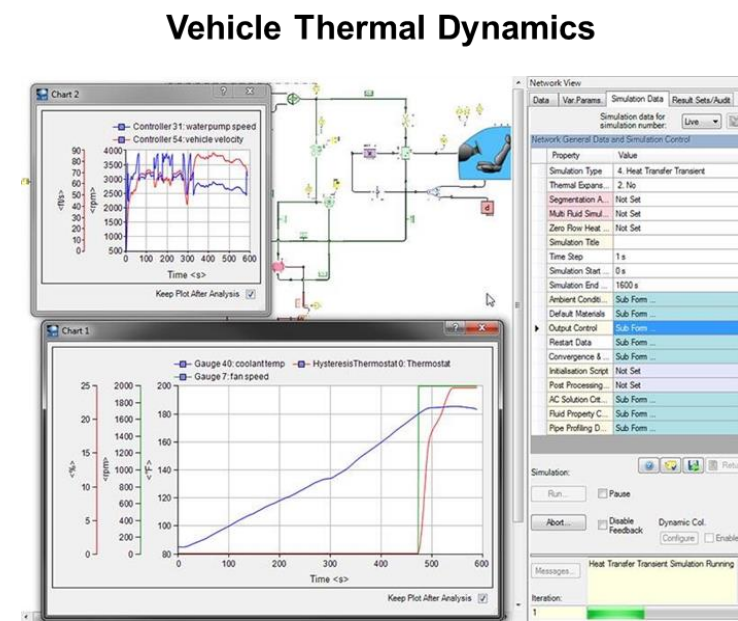 Vehicle Thermal Dynamics
Chart 2
Controller 31: waterpump speed
Controller 54: vehicle velocity
90 80 70 60 50 40 30 20 10 0
<ft/s>
4000 3500 3000 2500 2000 1500 1000 500
<rpm>
0 100 200 300 400 500 600
Time <s>
Keep Plot After Analysis
Chart 1
Gauge 40: coolant temp
HysteresisThermostat 0: Thermostat
Gauge 7: fan speed
25 20 15 10 5 0
<%>
2000 1800 1600 1400 1200 1000 800 600 400 200 0
<rpm>
200 180 160 140 120 100 80
<°F>
0 100 200 300 400 500 600
Time <s>
Keep Plot After Analysis
Network View
Data Var.Params. Simulation Data Result Sets/Audit
Simulation data for
simulation number: Live
Network General Data and Simulation Control
Property Value
Simulation Type 4. Heat Transfer Transient
Thermal Expans... 2. No
Segmentation A... Not Set
Multi Fluid Simul... Not Set
Zero Flow Heat ... Not Set
Simulation Title
Time Step 1 s
Simulation Start ... 0 s
Simulation End ... 1600 s
Ambient Conditi... Sub Form ...
Default Materials Sub Form ...
Output Control Sub Form ...
Restart Data Sub Form ...
Convergence & ... Sub Form ...
Initialisation Script Not Set
Post Processing... Not Set
AC Solution Crit... Sub Form ...
Fluid Property C... Sub Form ...
Pipe Profiling D... Sub Form ...
Simulation:
Run... Pause
Abort... Disable Feedback
Dynamic Col.
Configure Enable
Messages... Heat Transfer Transient Simulation Running
Iteration:
1